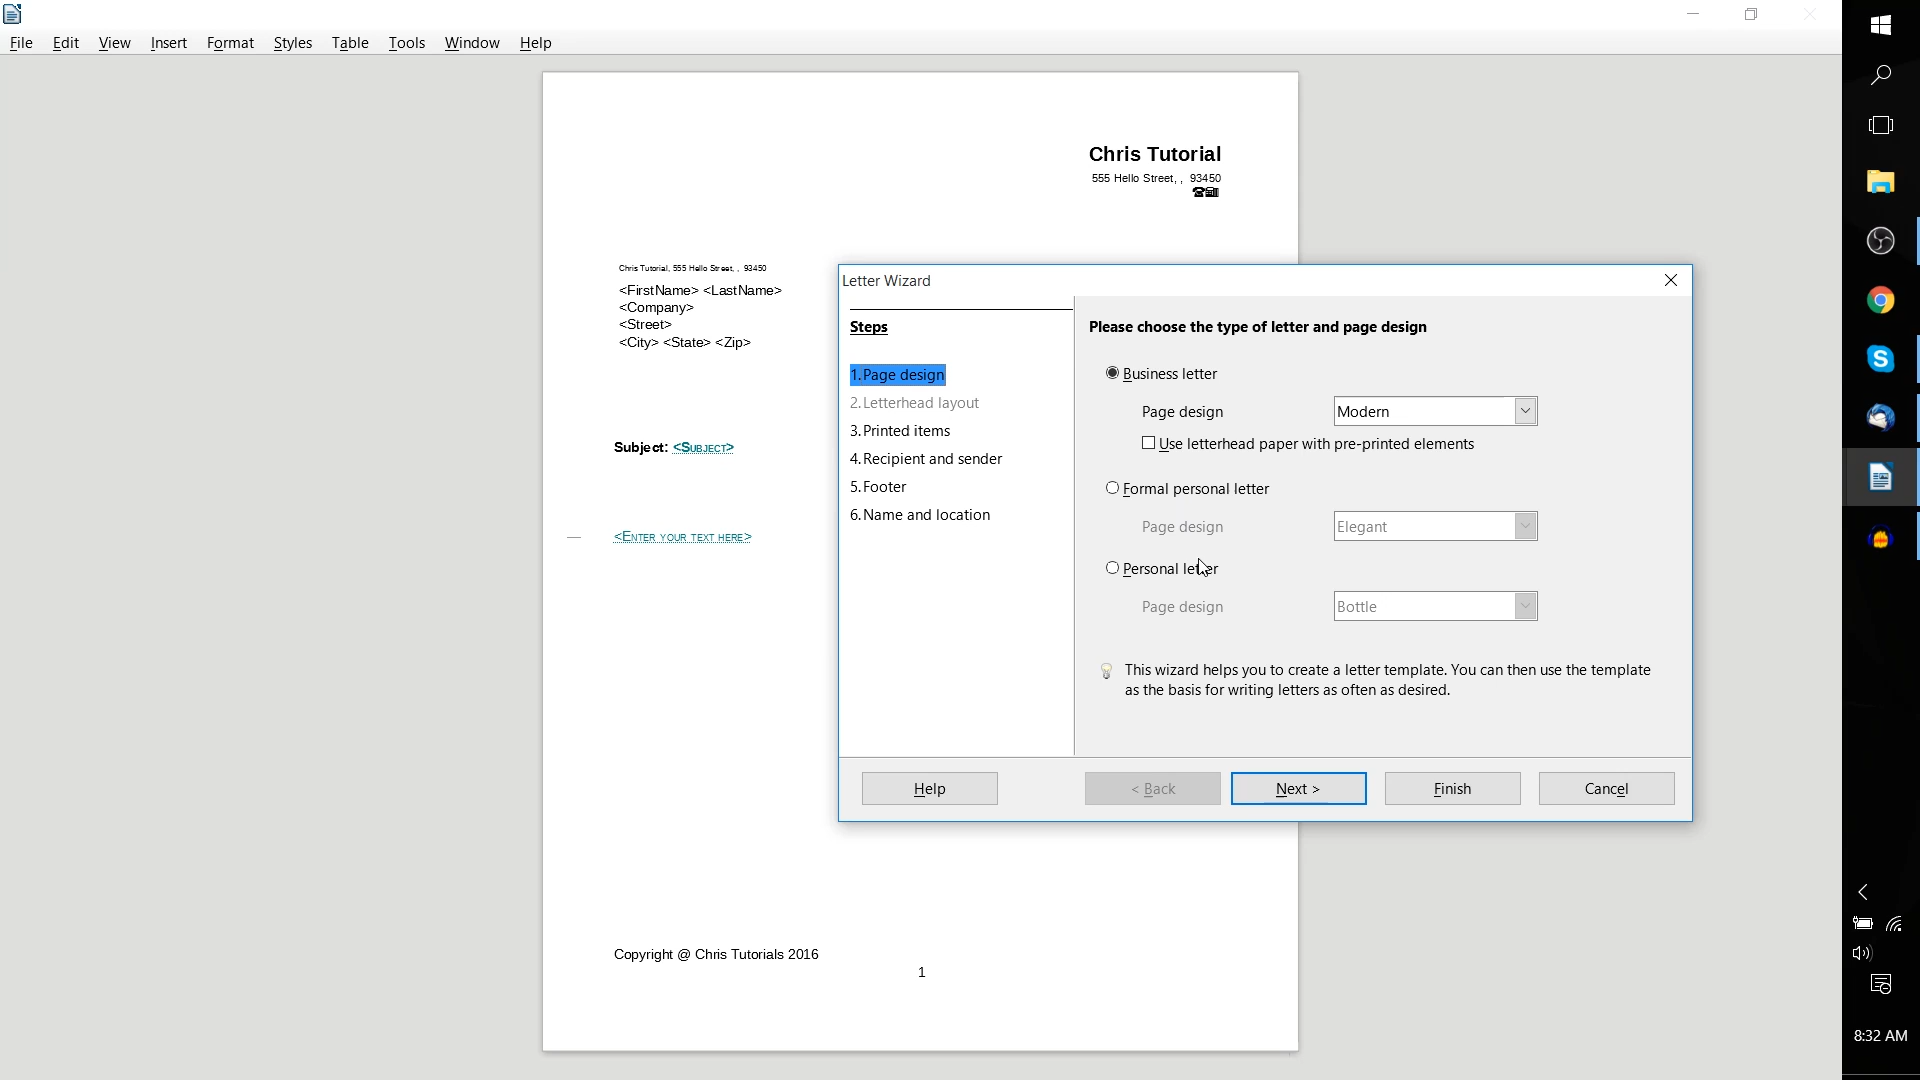 File Edit View Insert Format Styles Table Tools Window Help
Chris Tutorial
555 Hello Street, , 93450
Chris Tutorial, 555 Hello Street, , 93450
<FirstName> <LastName>
<Company>
<Street>
<City> <State> <Zip>
Subject: <SUBJECT>
<ENTER YOUR TEXT HERE>
Copyright @ Chris Tutorials 2016
1
Letter Wizard
Steps
1. Page design
2. Letterhead layout
3. Printed items
4. Recipient and sender
5. Footer
6. Name and location
Please choose the type of letter and page design
Business letter
Page design Modern
Use letterhead paper with pre-printed elements
Formal personal letter
Page design Elegant
Personal letter
Page design Bottle
This wizard helps you to create a letter template. You can then use the template
as the basis for writing letters as often as desired.
Help < Back Next > Finish Cancel
8:32 AM